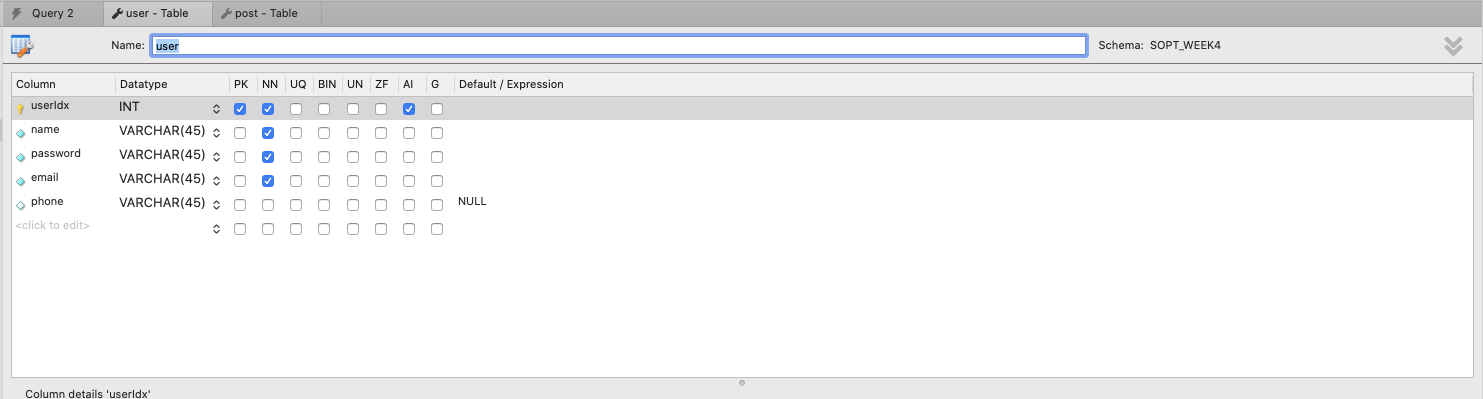 Query 2 user - Table post - Table
Name: user Schema: SOPT_WEEK4
Column Datatype PK NN UQ BIN UN ZF AI G Default / Expression
userIdx INT
name VARCHAR(45)
password VARCHAR(45)
email VARCHAR(45)
phone VARCHAR(45) NULL
<click to edit>
Column details 'userIdx'